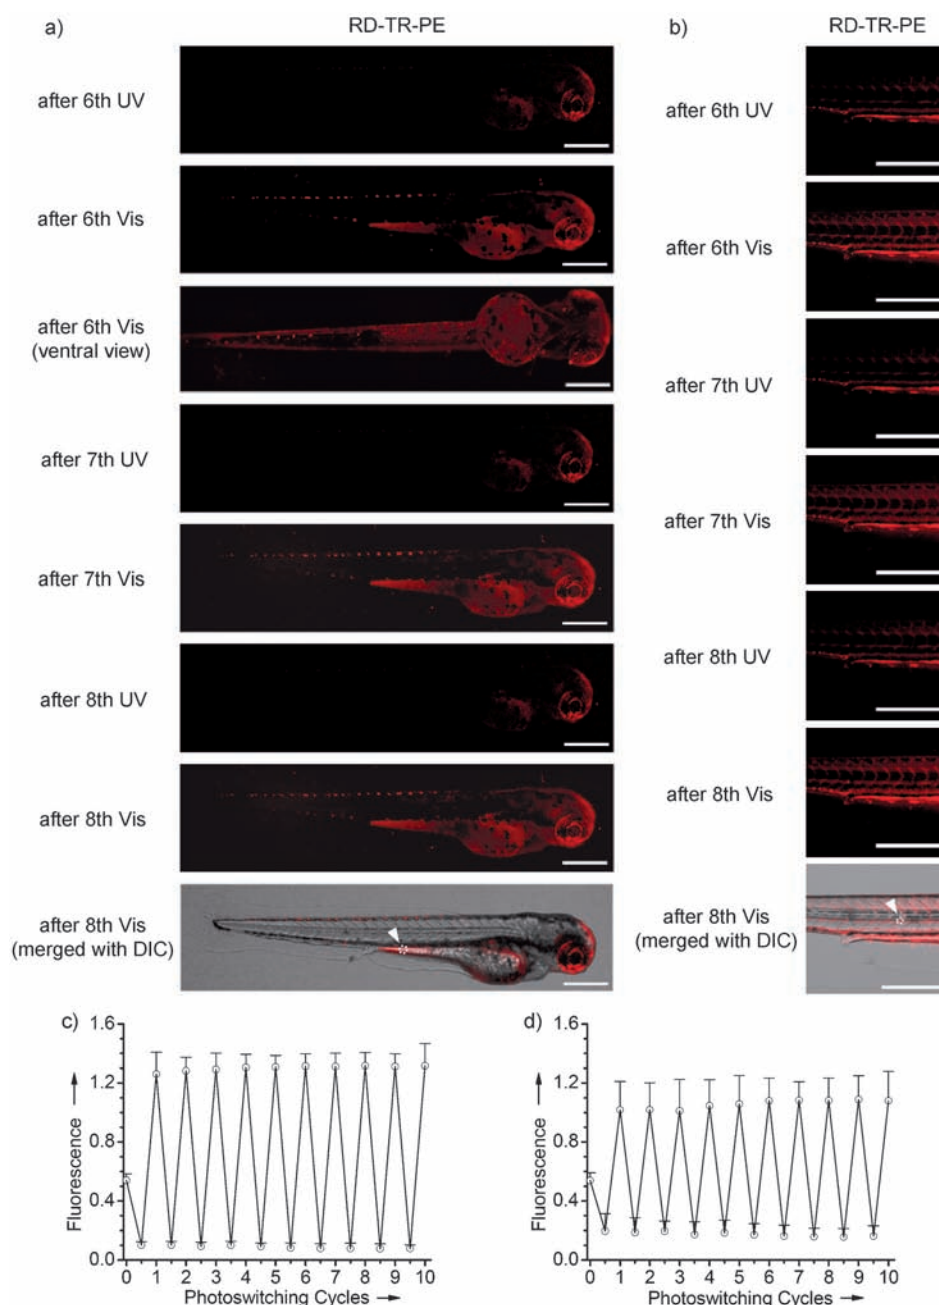 a)
RD-TR-PE
after 6th UV
after 6th Vis
after 6th Vis
(ventral view)
after 7th UV
after 7th Vis
after 8th UV
after 8th Vis
after 8th Vis
(merged with DIC)
b)
RD-TR-PE
after 6th UV
after 6th Vis
after 7th UV
after 7th Vis
after 8th UV
after 8th Vis
after 8th Vis
(merged with DIC)
c)
1.6
1.2
0.8
0.4
0.0
Fluorescence →
0 1 2 3 4 5 6 7 8 9 10
Photoswitching Cycles →
d)
1.6
1.2
0.8
0.4
0.0
Fluorescence →
0 1 2 3 4 5 6 7 8 9 10
Photoswitching Cycles →